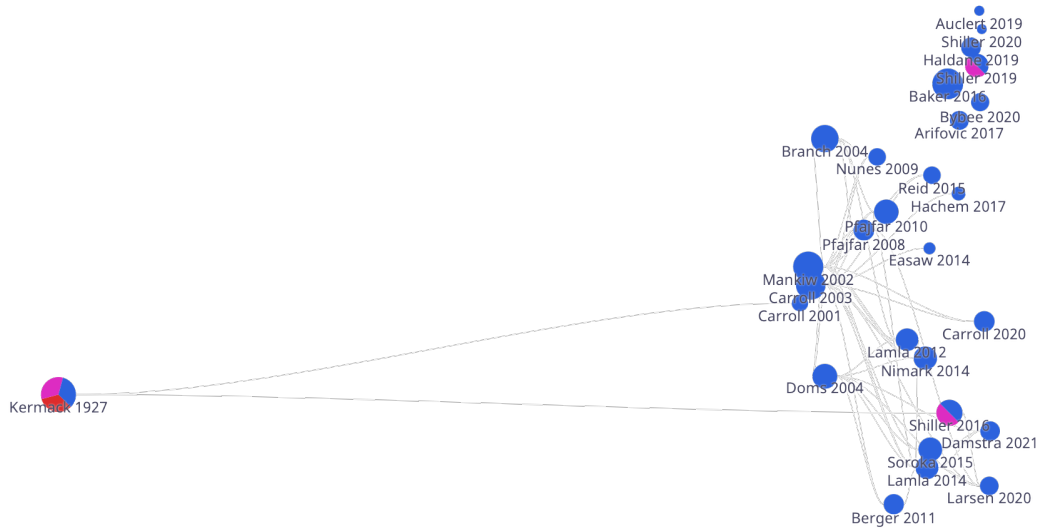 Auclert 2019
Shiller 2020
Haldane 2019
Shiller 2019
Baker 2016
Bybee 2020
Arifovic 2017
Branch 2004
Nunes 2009
Reid 2015
Hachem 2017
Pfajfar 2010
Pfajfar 2008
Easaw 2014
Mankiw 2002
Carroll 2003
Carroll 2001
Carroll 2020
Lamla 2012
Nimark 2014
Doms 2004
Kermack 1927
Shiller 2016
Damstra 2021
Soroka 2015
Lamla 2014
Larsen 2020
Berger 2011